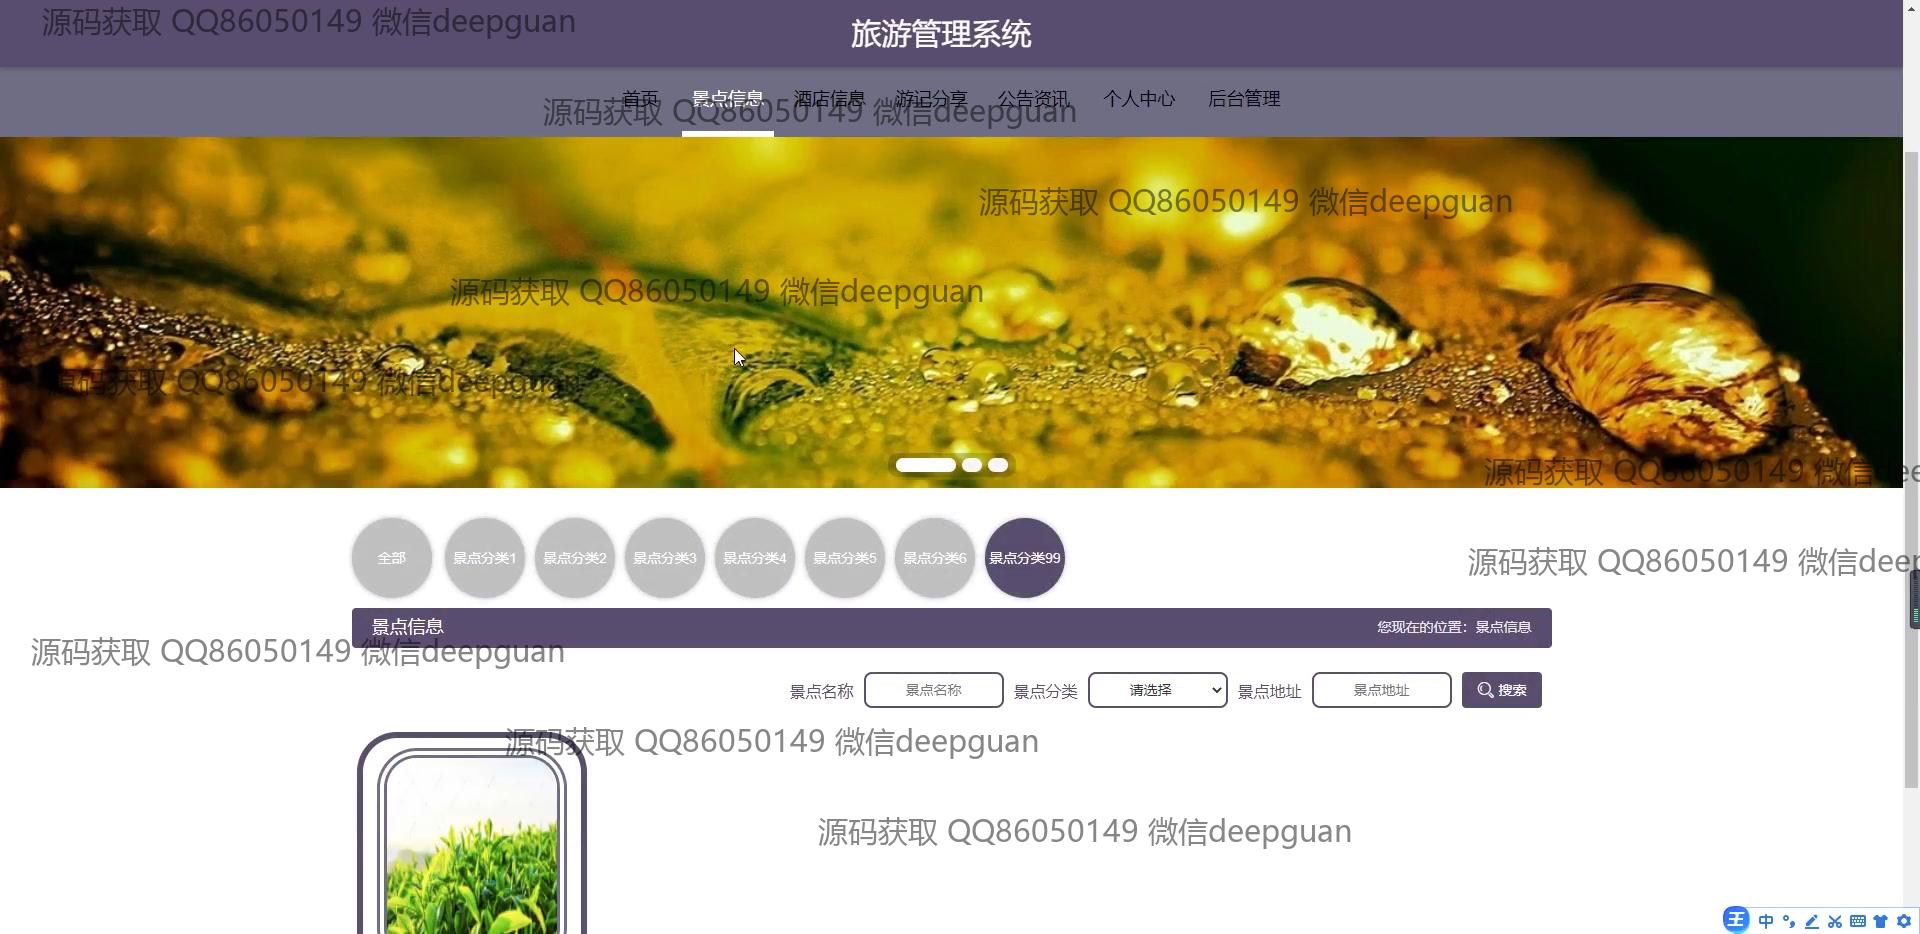 源码获取 QQ86050149 微信deepguan
旅游管理系统
首页 景点信息 酒店信息 游记分享 公告资讯 个人中心 后台管理
源码获取 QQ86050149 微信deepguan
源码获取 QQ86050149 微信deepguan
源码获取 QQ86050149 微信deepguan
源码获取 QQ86050149 微信deepguan
源码获取 QQ86050149 微信dee
全部 景点分类1 景点分类2 景点分类3 景点分类4 景点分类5 景点分类6 景点分类99
源码获取 QQ86050149 微信deep
景点信息 您现在的位置：景点信息
源码获取 QQ86050149 微信deepguan
景点名称 景点名称 景点分类 请选择 景点地址 景点地址 搜索
源码获取 QQ86050149 微信deepguan
源码获取 QQ86050149 微信deepguan
王 中